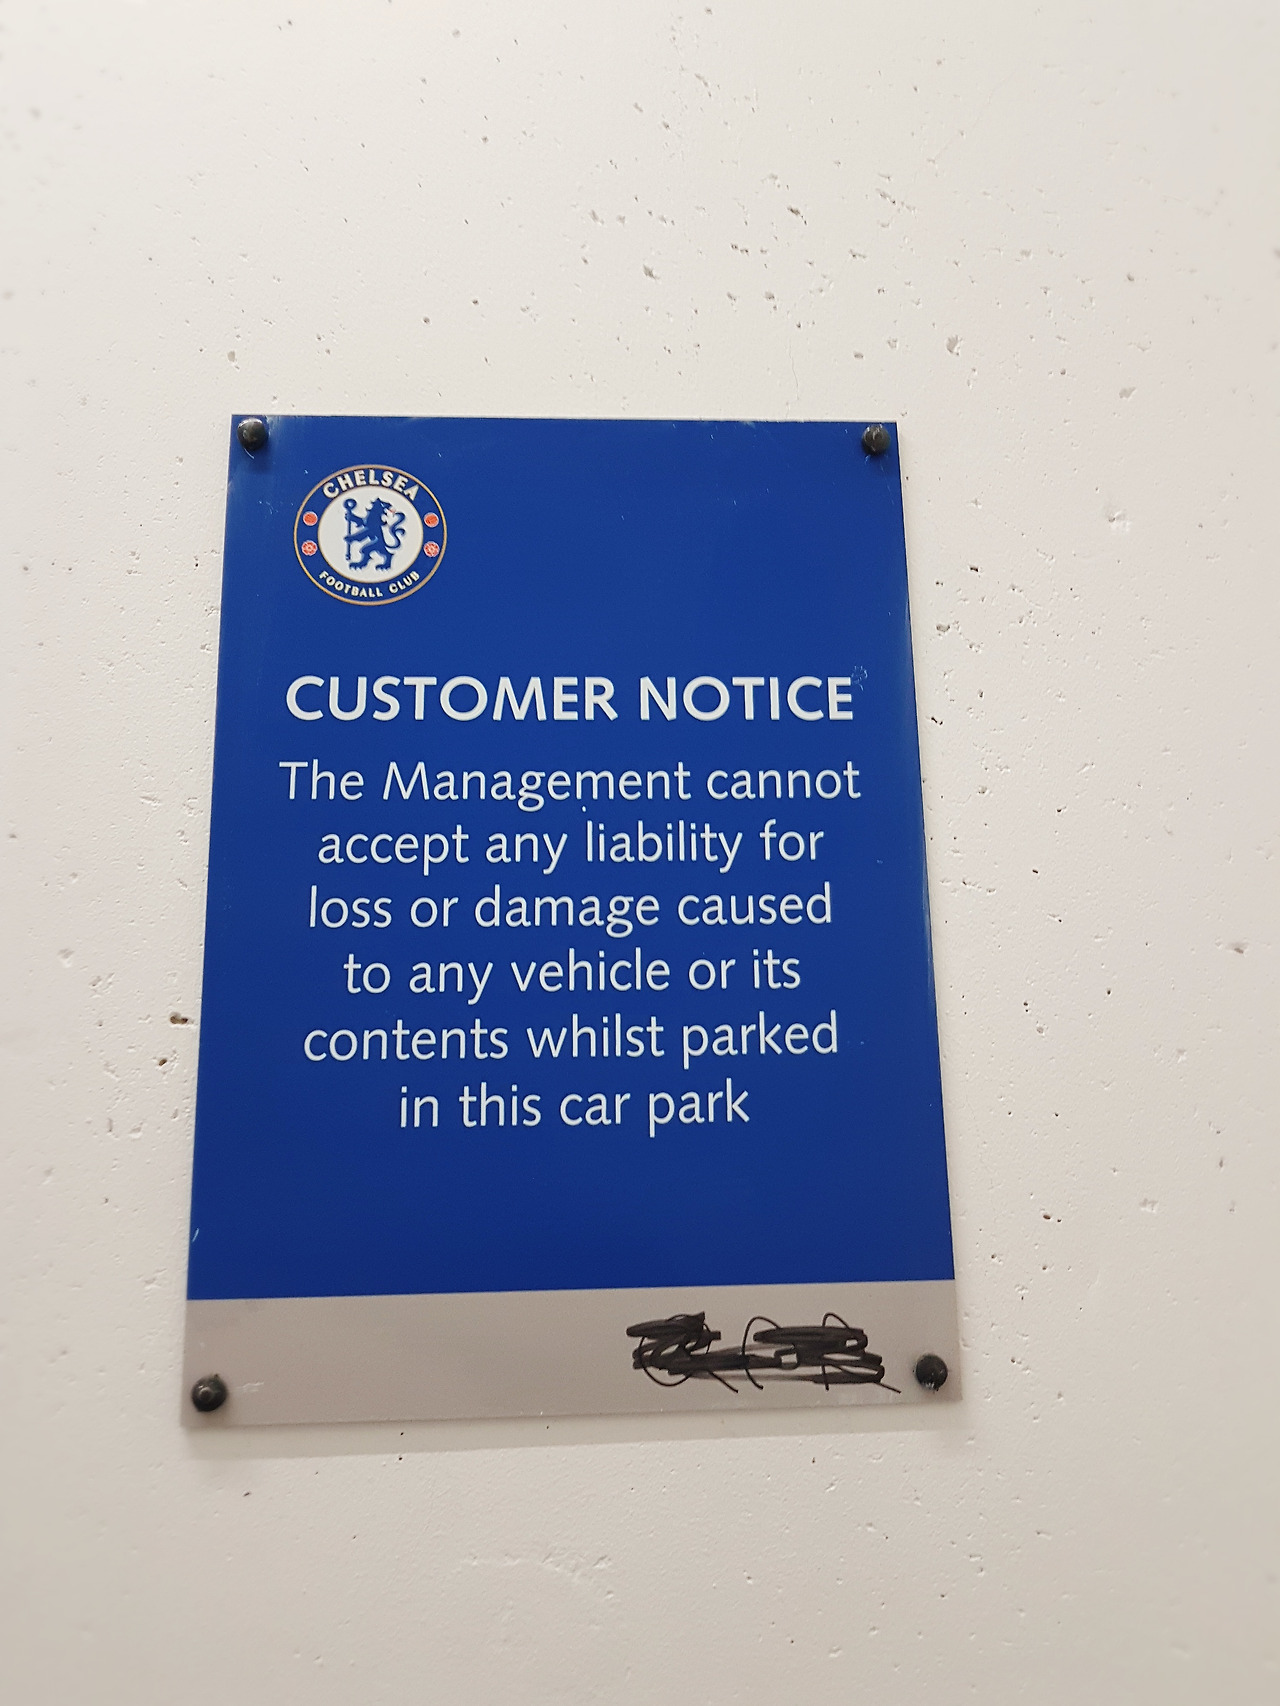 CHELSEA
FOOTBALL CLUB
CUSTOMER NOTICE
The Management cannot
accept any liability for
loss or damage caused
to any vehicle or its
contents whilst parked
in this car park